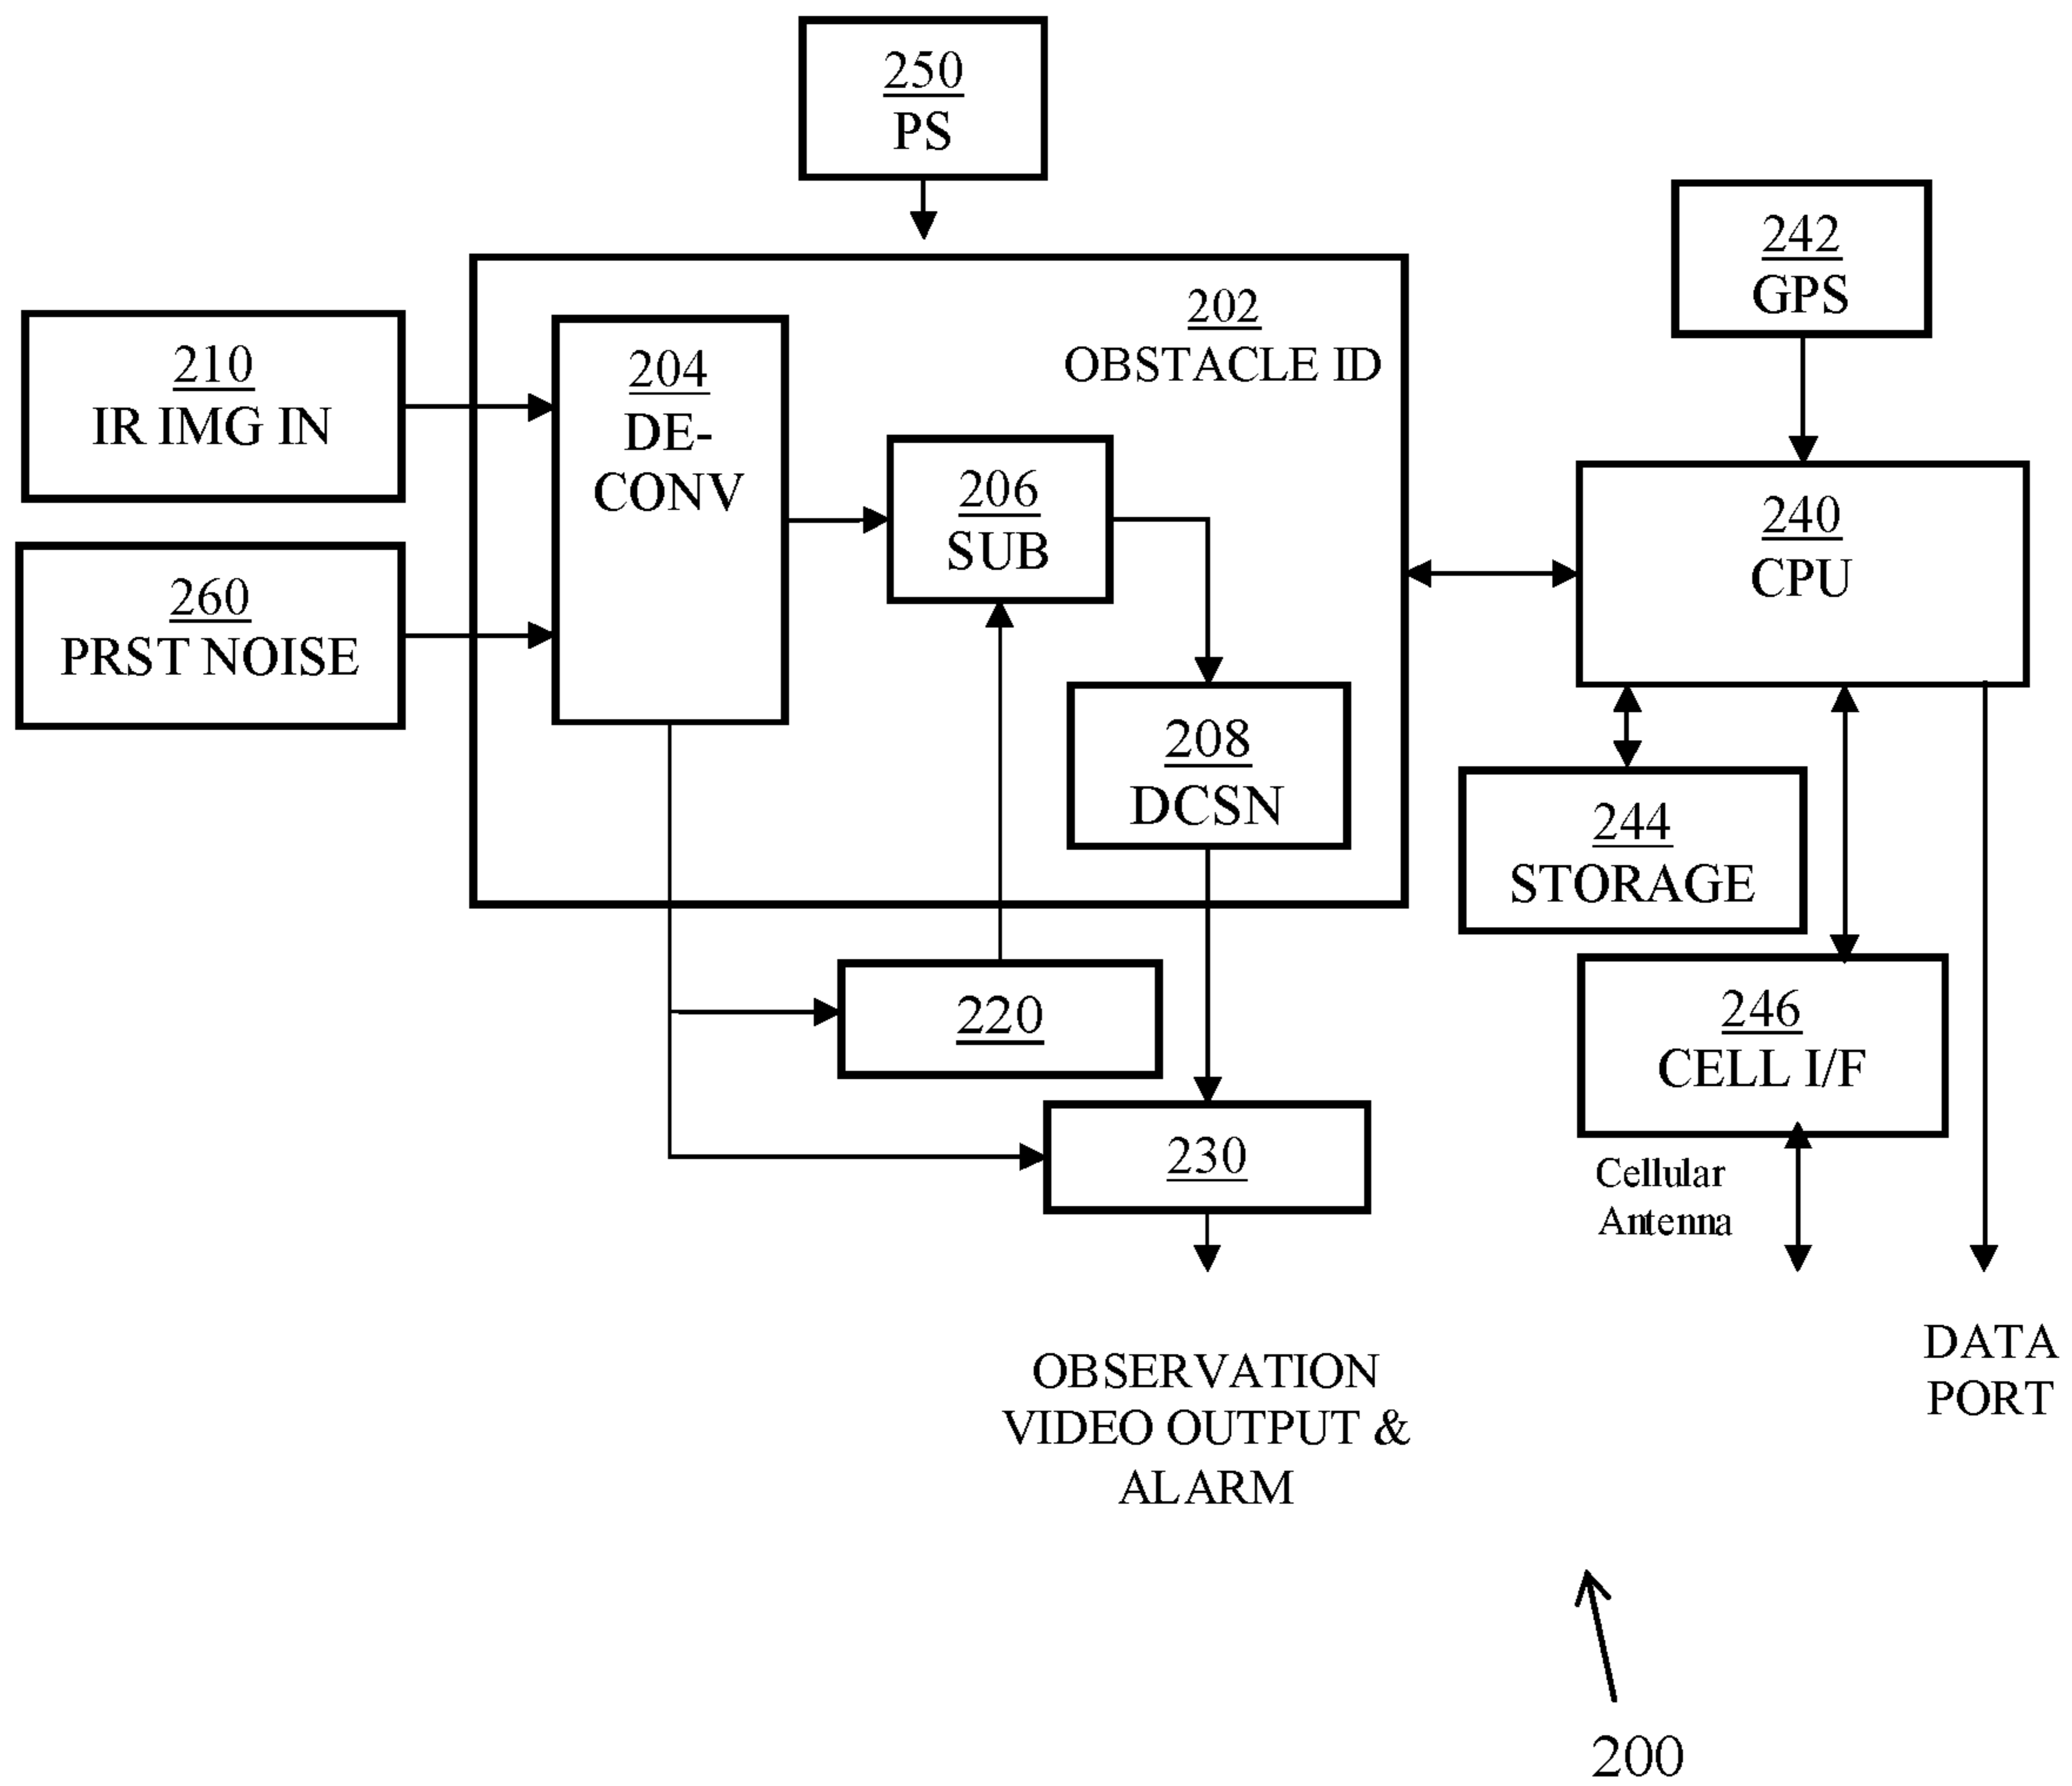 250
PS
242
GPS
202
OBSTACLE ID
210
IR IMG IN
204
DE-
CONV
206
SUB
240
CPU
260
PRST NOISE
208
DCSN
244
STORAGE
220
246
CELL I/F
230
Cellular
Antenna
OBSERVATION
VIDEO OUTPUT &
ALARM
DATA
PORT
200